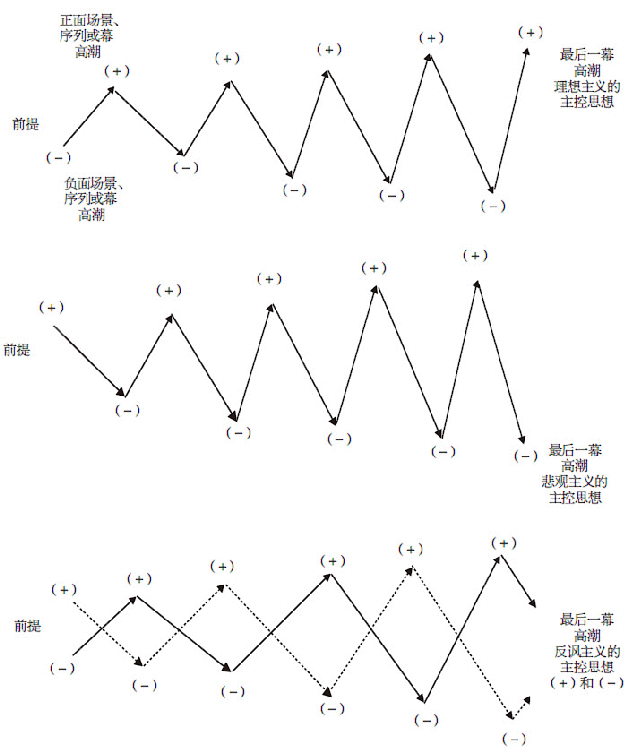 正面场景、
序列或幕
高潮
(+)
(+)
(+)
(+)
(+)
最后一幕
高潮
理想主义的
主控思想
前提
(-)
(-)
(-)
(-)
(-)
负面场景、
序列或幕
高潮
(+)
(+)
(+)
(+)
(+)
前提
(-)
(-)
(-)
(-)
(-)
最后一幕
高潮
悲观主义的
主控思想
(+)
(+)
(+)
(+)
(+)
(+)
前提
(-)
(-)
(-)
(-)
(-)
(-)
最后一幕
高潮
反讽主义的
主控思想
(+)和(-)